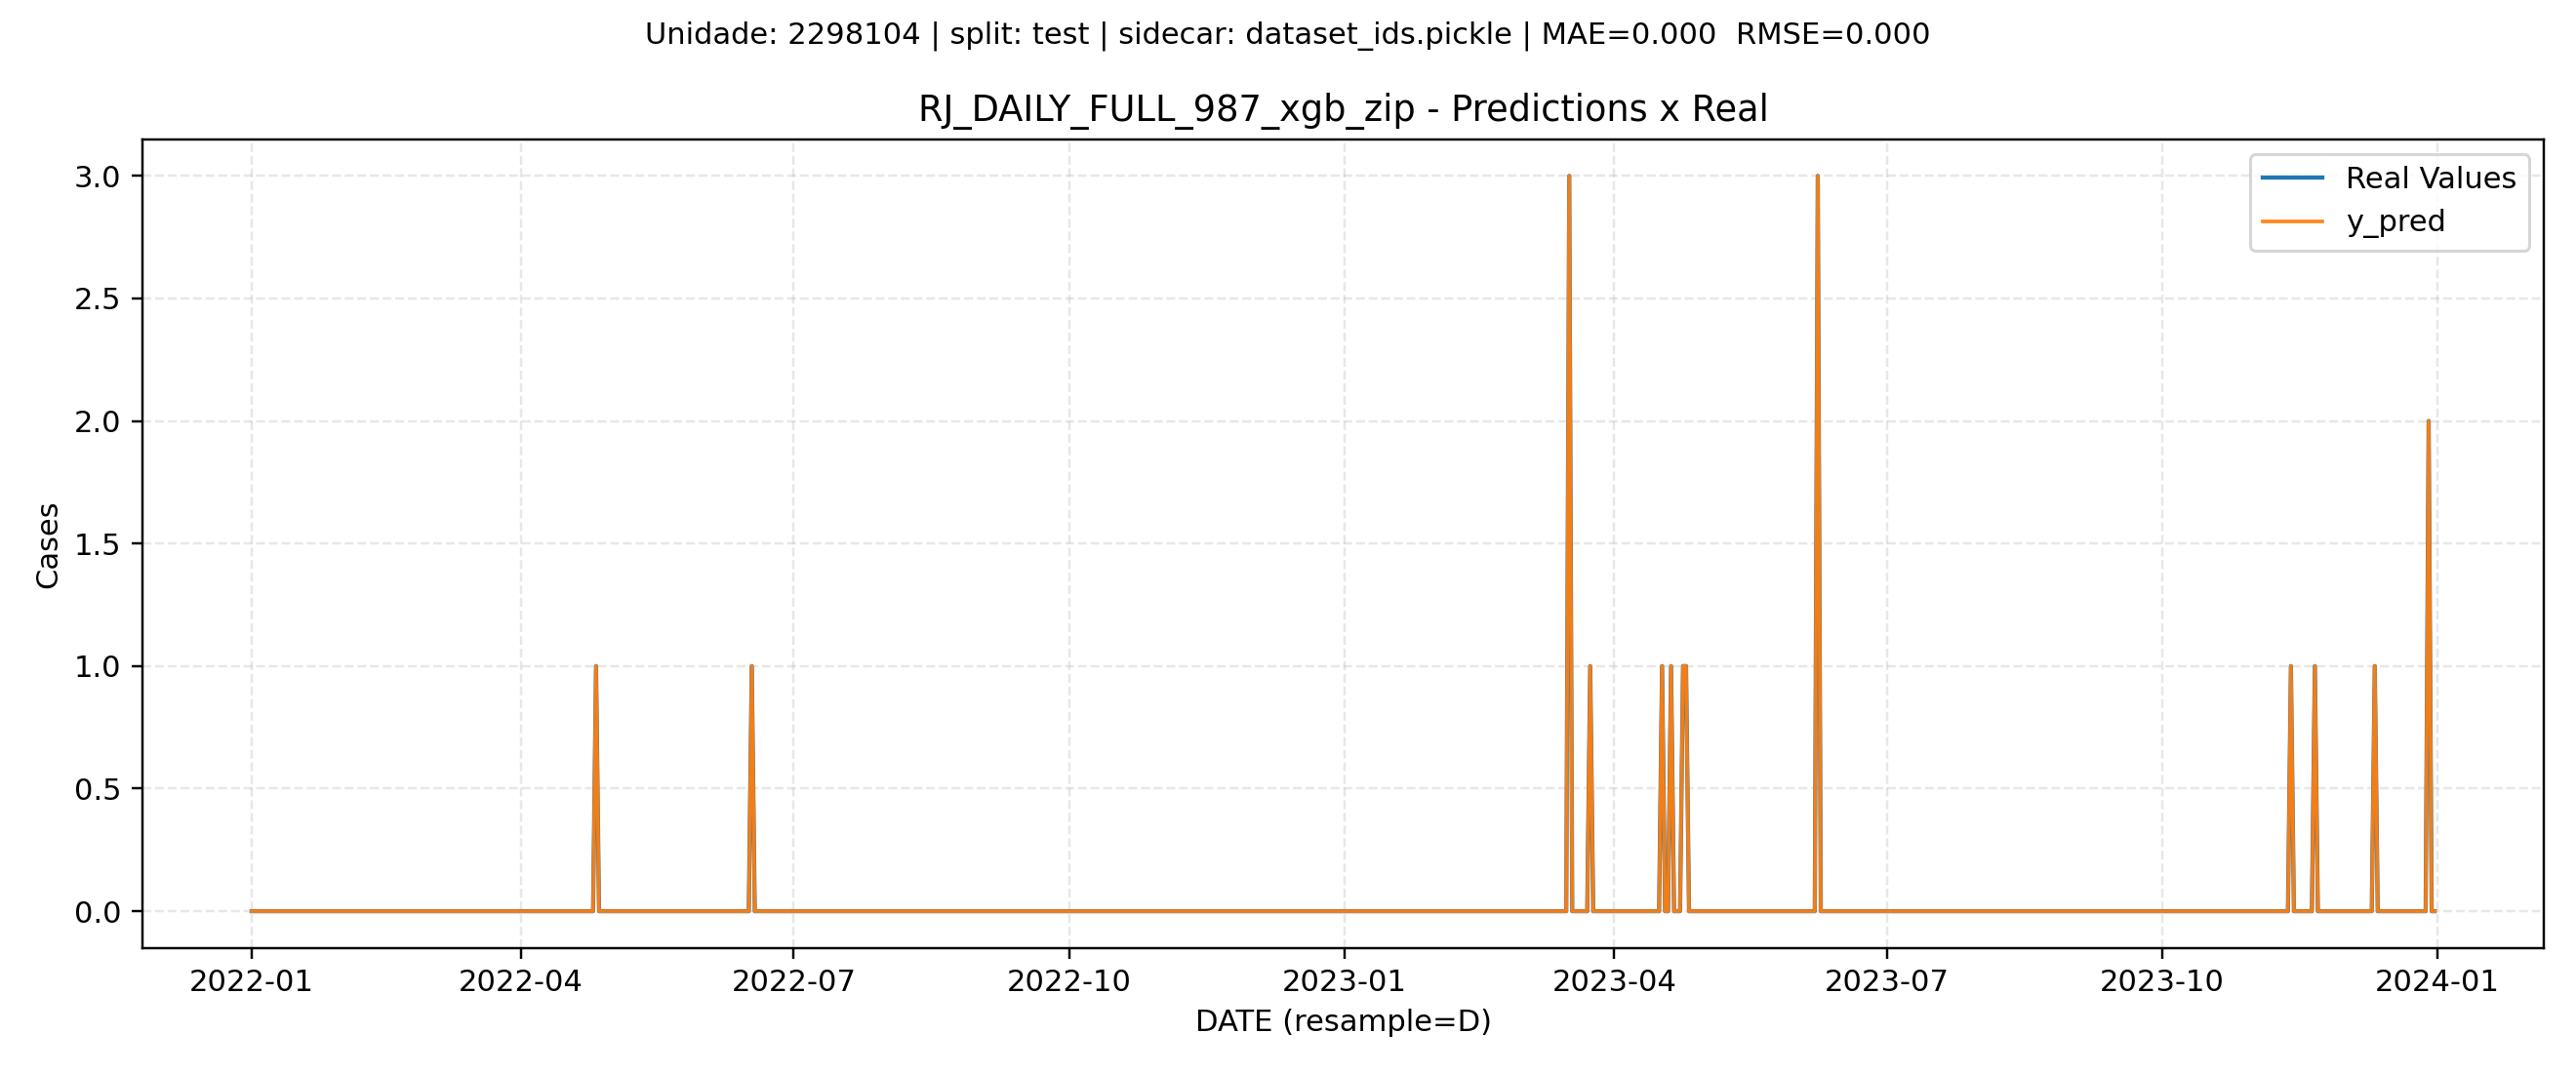 Unidade: 2298104 | split: test | sidecar: dataset_ids.pickle | MAE=0.000  RMSE=0.000
RJ_DAILY_FULL_987_xgb_zip - Predictions x Real
Real Values
y_pred
Cases
3.0
2.5
2.0
1.5
1.0
0.5
0.0
2022-01
2022-04
2022-07
2022-10
2023-01
2023-04
2023-07
2023-10
2024-01
DATE (resample=D)